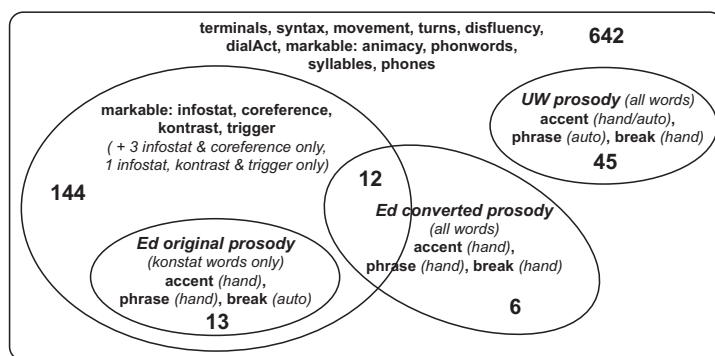 terminals, syntax, movement, turns, disfluency,
dialAct, markable: animacy, phonwords,
syllables, phones
642
markable: infostat, coreference,
kontrast, trigger
( + 3 infostat & coreference only,
1 infostat, kontrast & trigger only)
144
UW prosody (all words)
accent (hand/auto),
phrase (auto), break (hand)
45
12
Ed converted prosody
(all words)
accent (hand),
phrase (hand), break (hand)
6
Ed original prosody
(konstat words only)
accent (hand),
phrase (hand), break (auto)
13